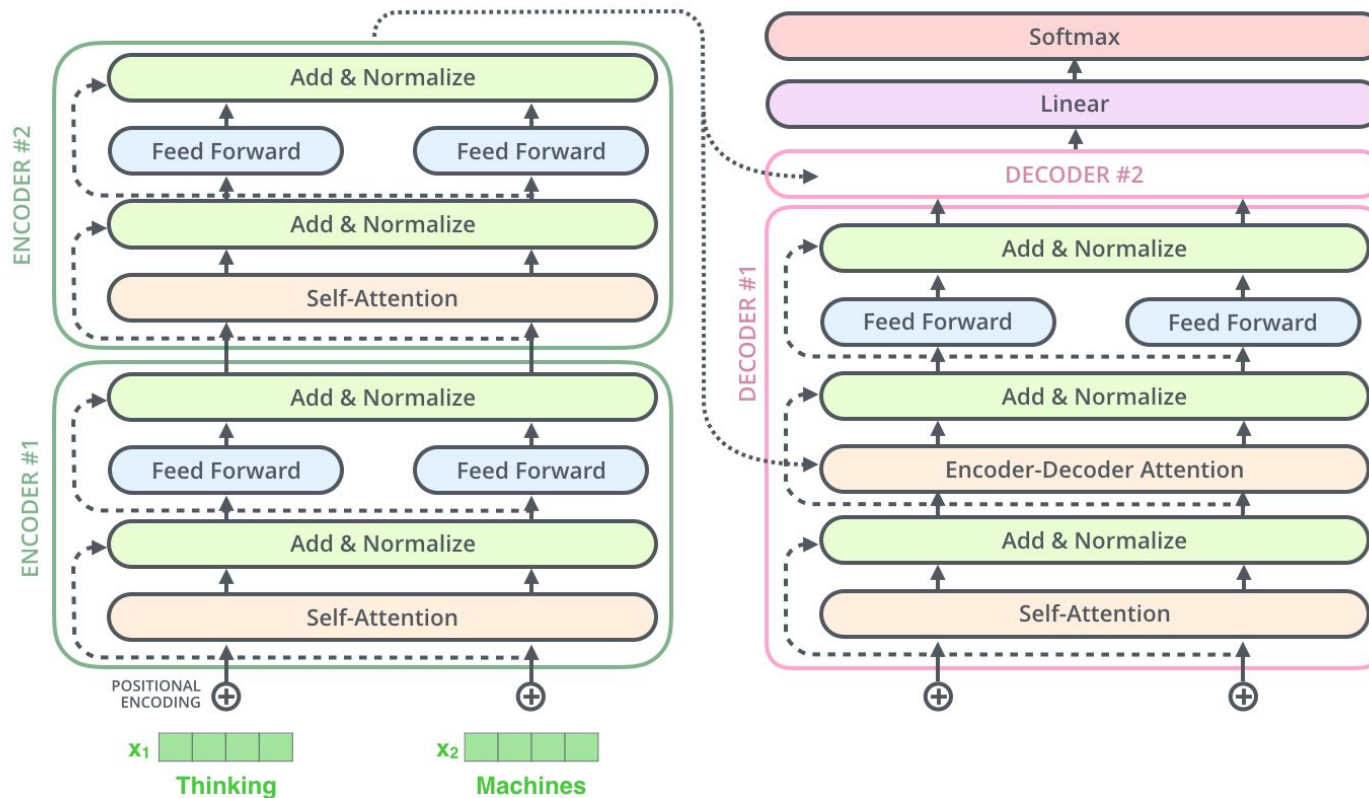 ENCODER #2
Add & Normalize
Feed Forward
Feed Forward
Add & Normalize
Self-Attention
ENCODER #1
Add & Normalize
Feed Forward
Feed Forward
Add & Normalize
Self-Attention
POSITIONAL
ENCODING
x₁
x₂
Thinking
Machines
Softmax
Linear
DECODER #2
DECODER #1
Add & Normalize
Feed Forward
Feed Forward
Add & Normalize
Encoder-Decoder Attention
Add & Normalize
Self-Attention